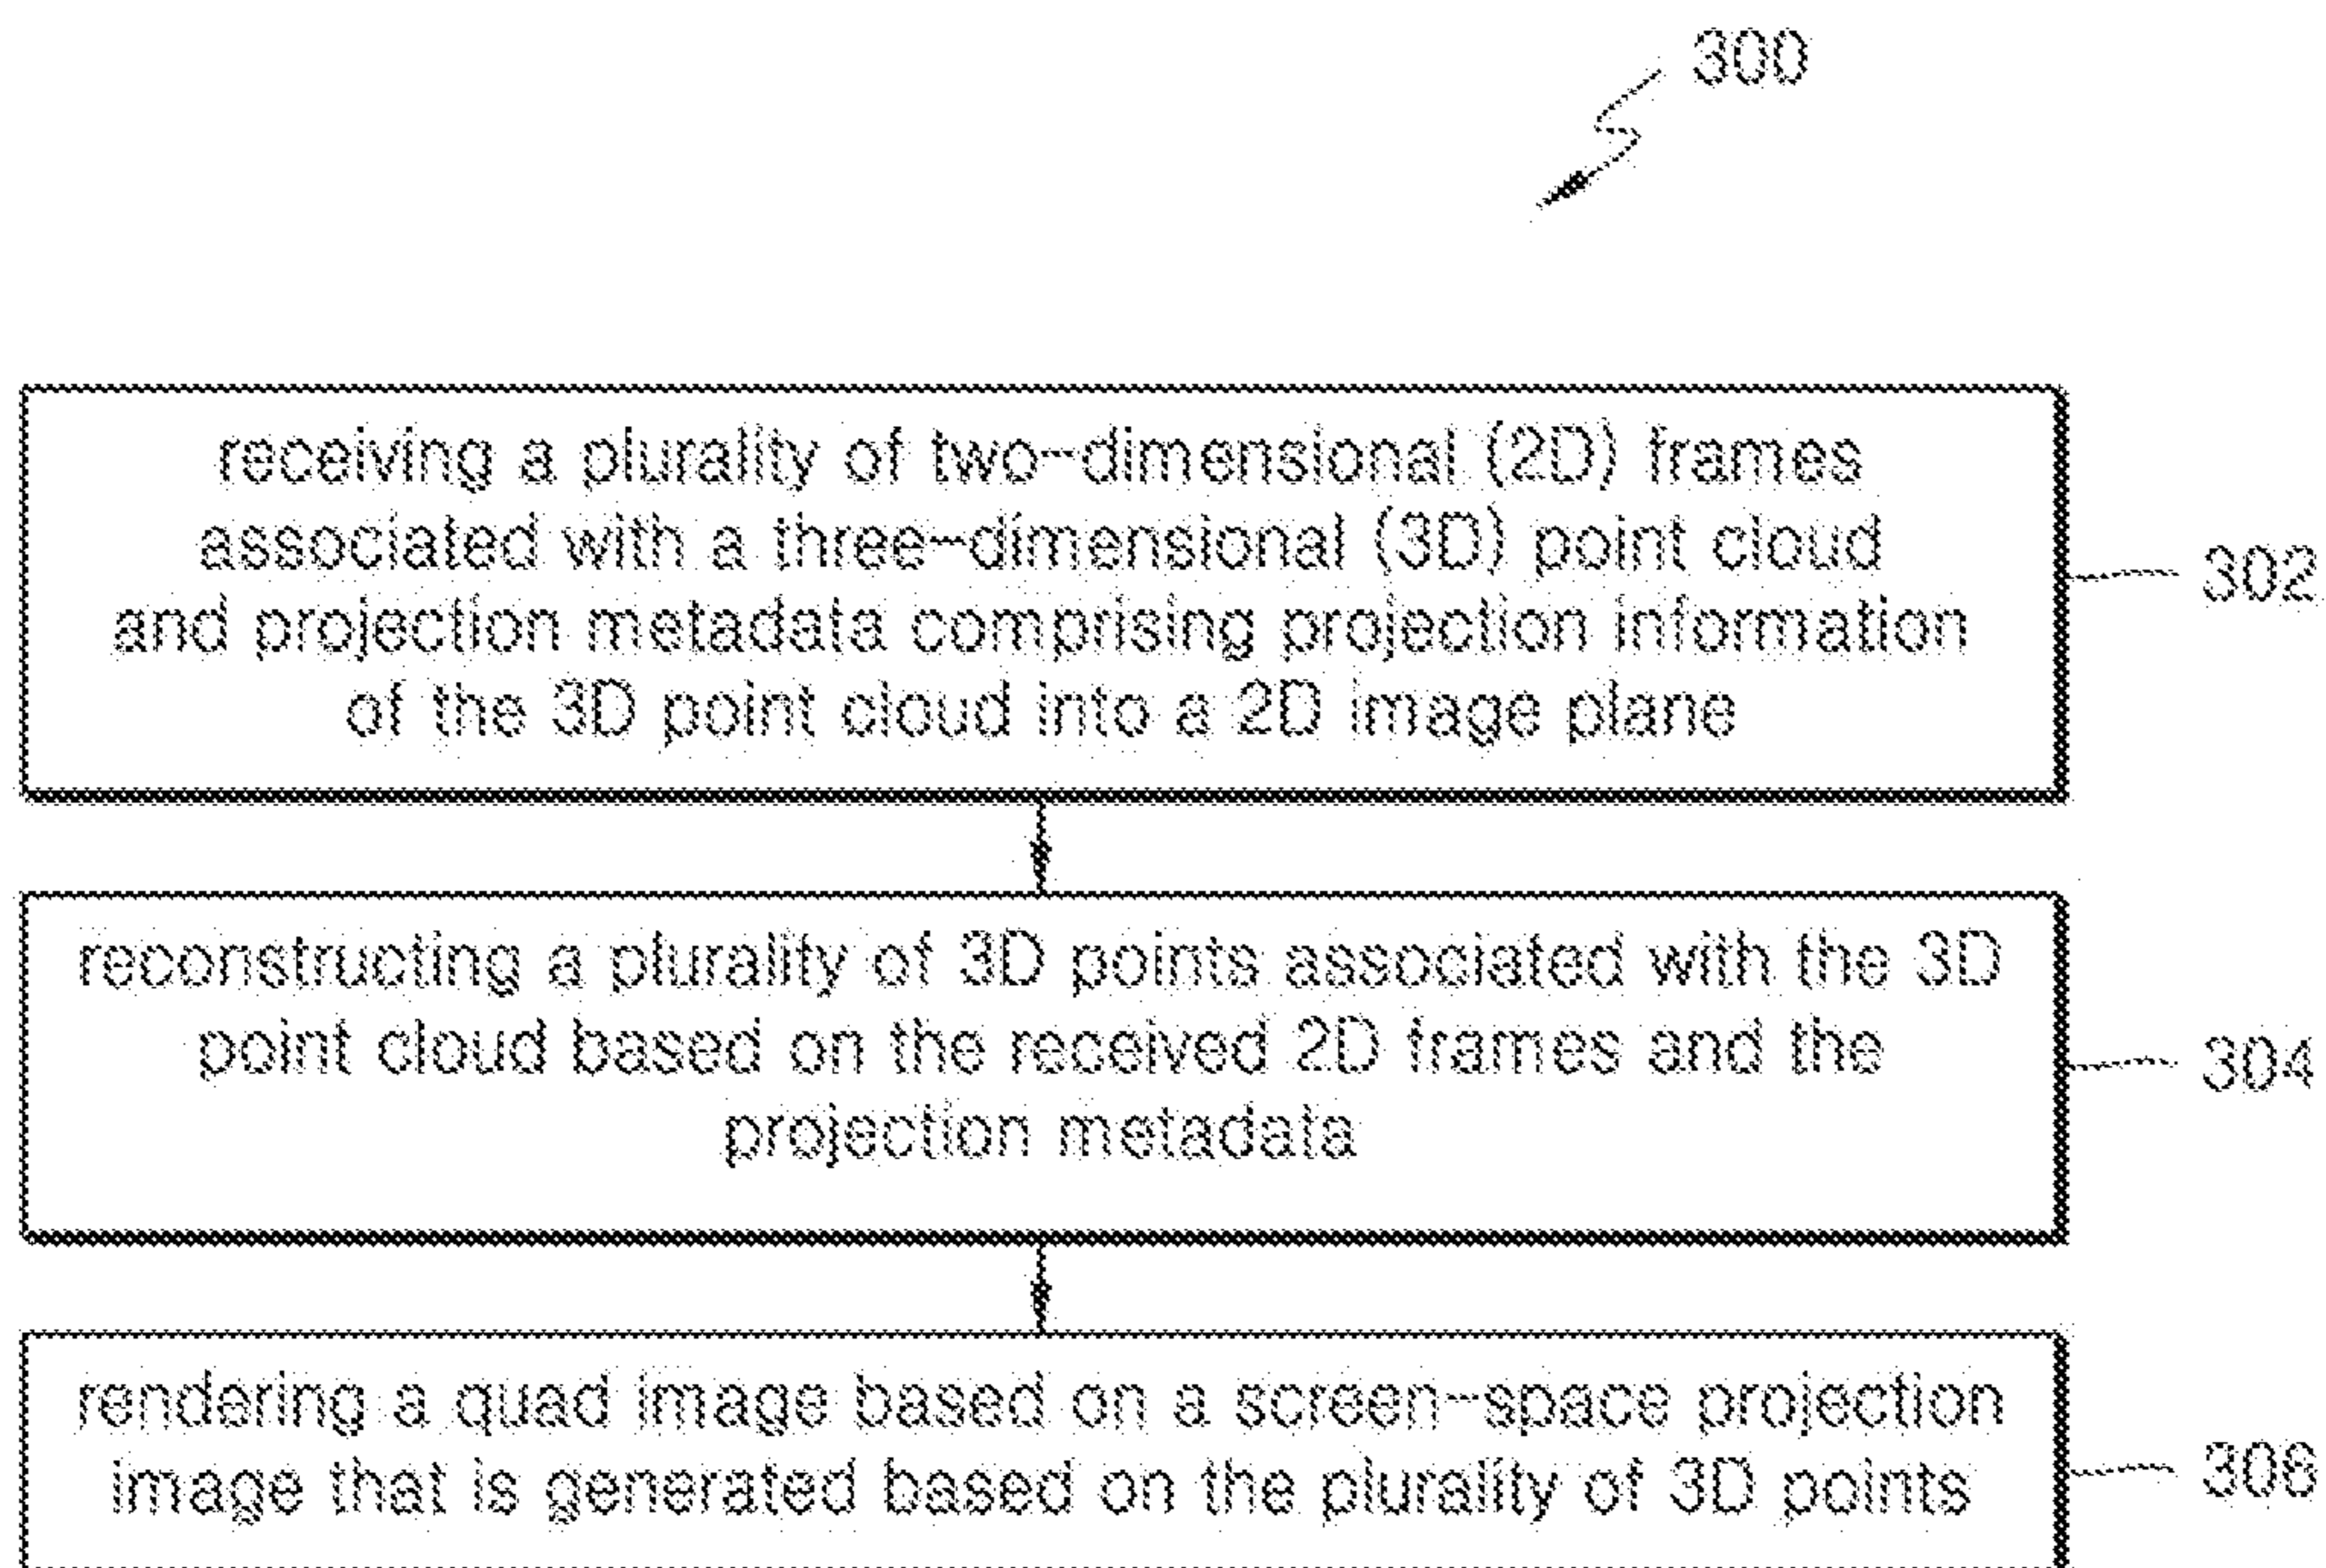 300
receiving a plurality of two-dimensional (2D) frames
associated with a three-dimensional (3D) point cloud
and projection metadata comprising projection information
of the 3D point cloud into a 2D image plane
302
reconstructing a plurality of 3D points associated with the 3D
point cloud based on the received 2D frames and the
projection metadata
304
rendering a quad image based on a screen-space projection
image that is generated based on the plurality of 3D points
306